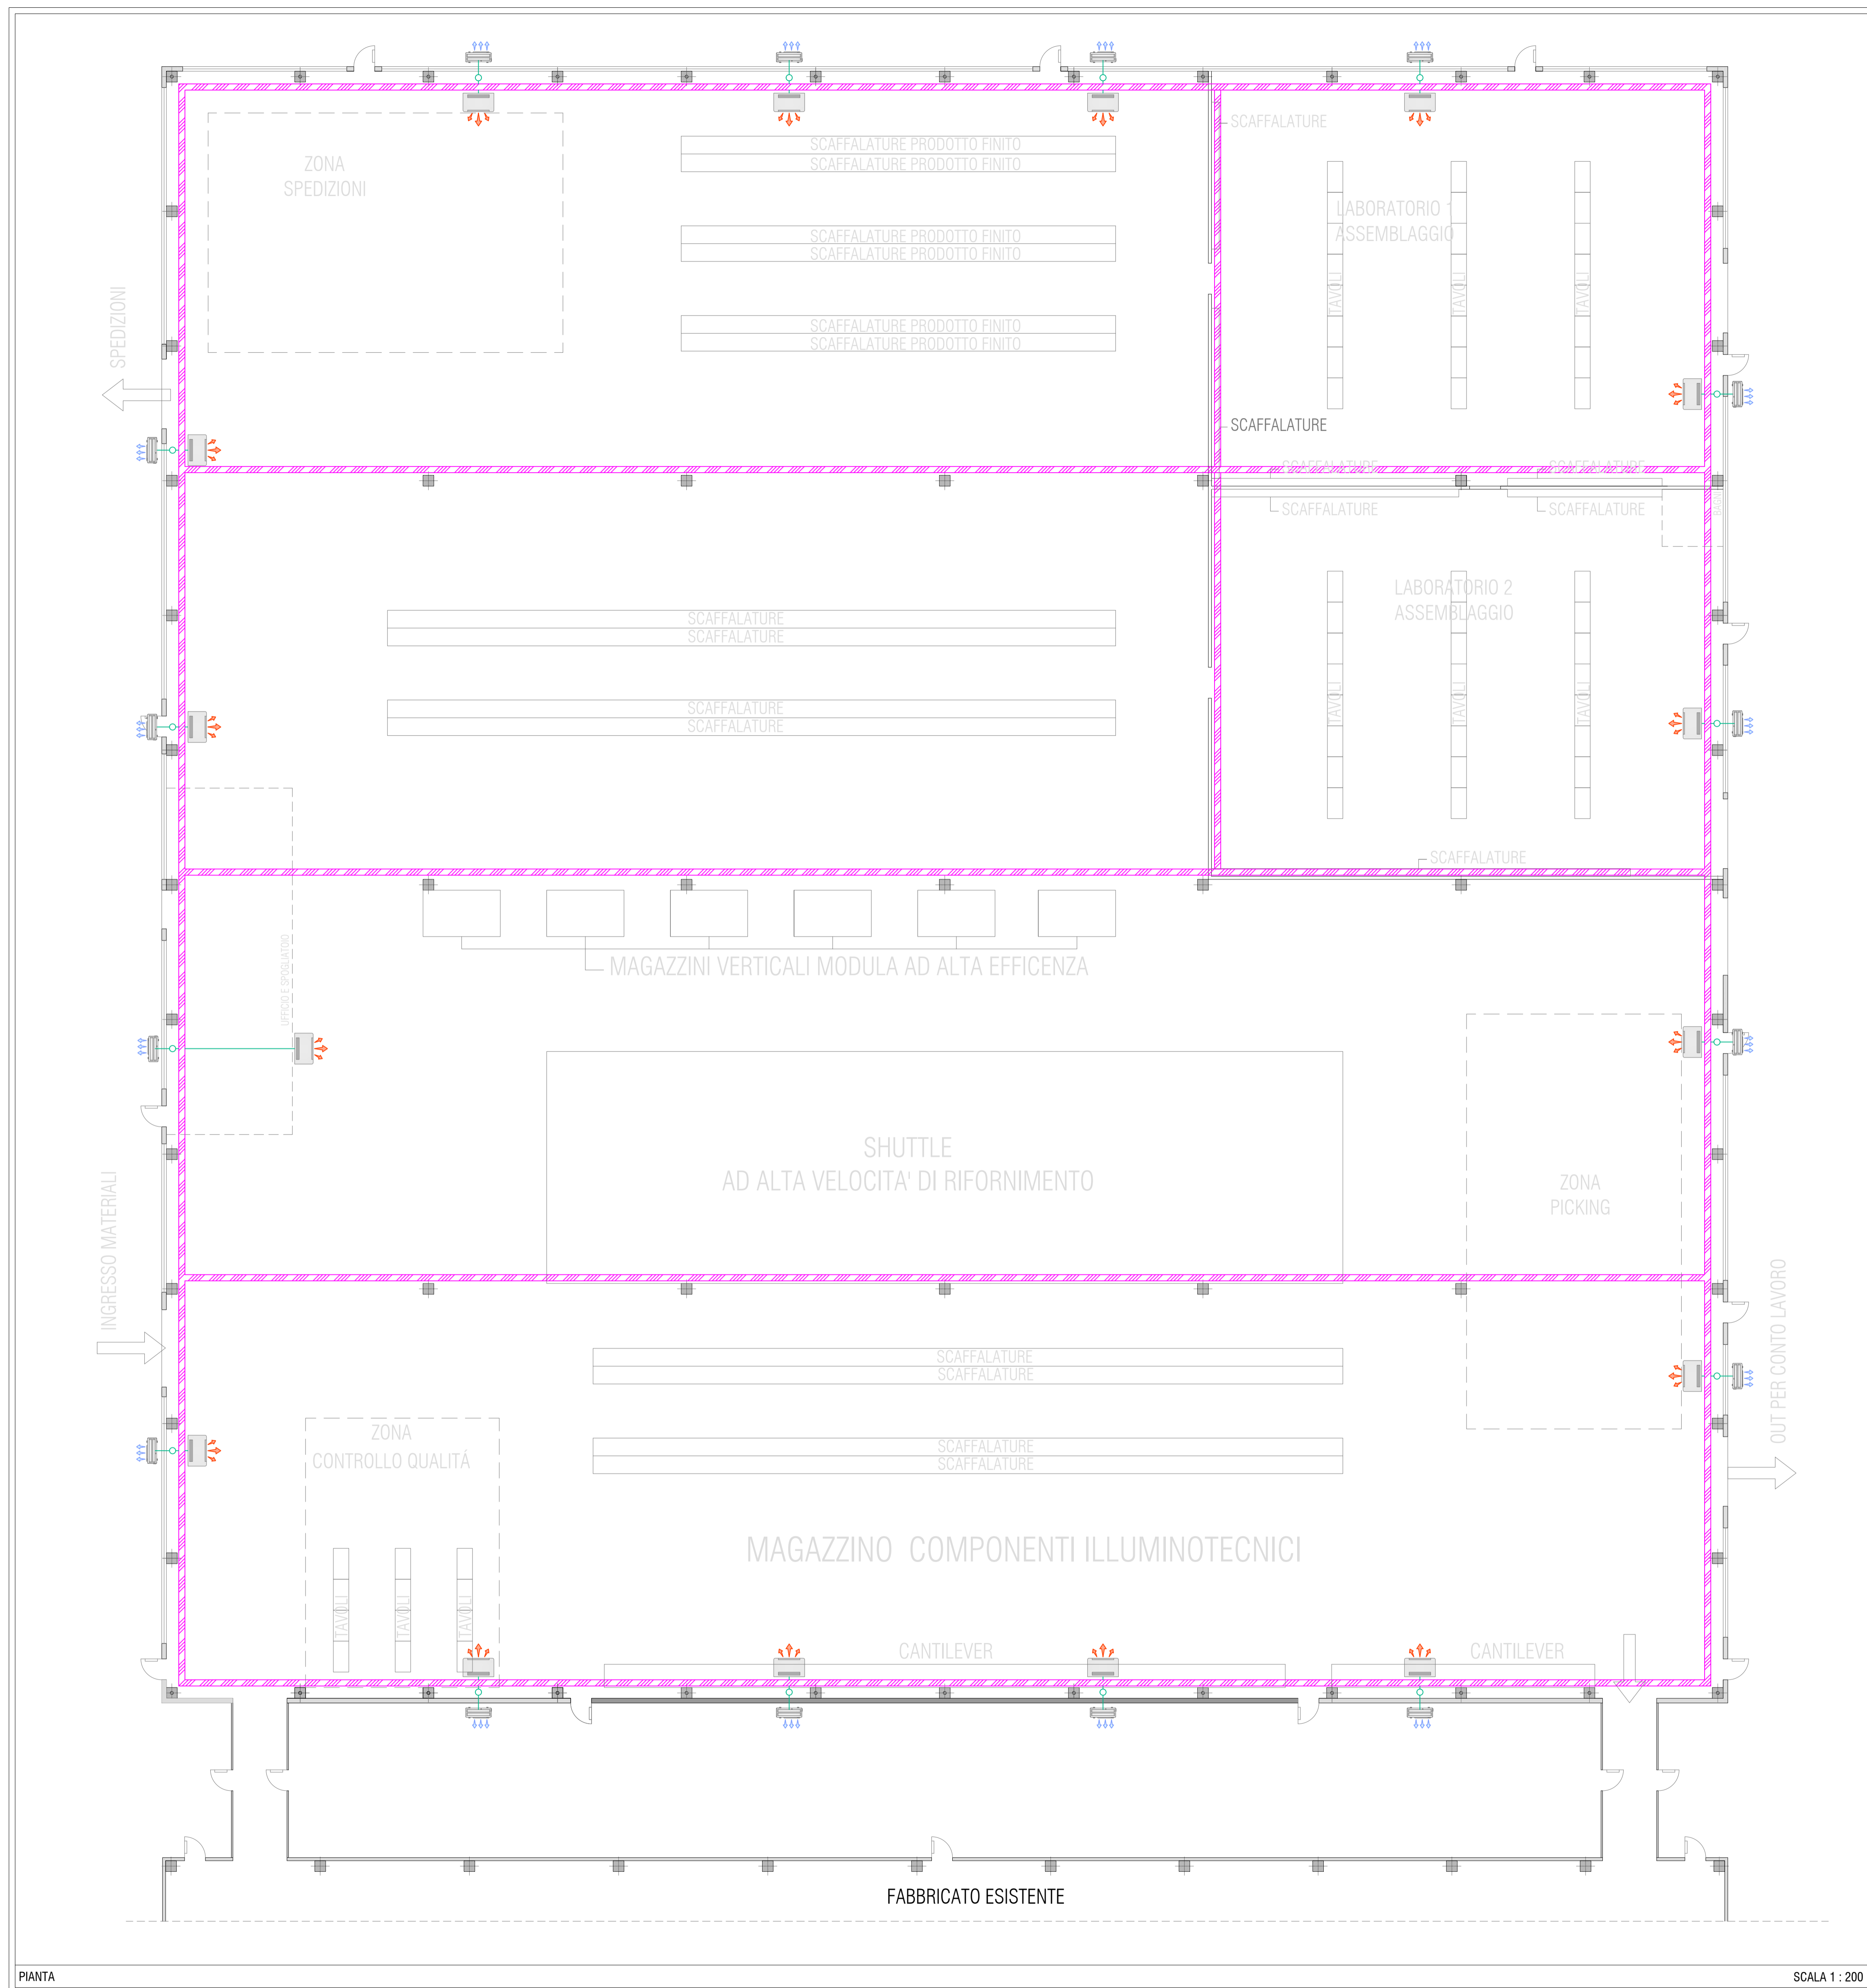 SCAFFALATURE
SCAFFALATURE PRODOTTO FINITO
SCAFFALATURE PRODOTTO FINITO
ZONA
SPEDIZIONI
LABORATORIO 1
ASSEMBLAGGIO
SCAFFALATURE PRODOTTO FINITO
SCAFFALATURE PRODOTTO FINITO
TAVOLI
TAVOLI
TAVOLI
SPEDIZIONI
SCAFFALATURE PRODOTTO FINITO
SCAFFALATURE PRODOTTO FINITO
SCAFFALATURE
SCAFFALATURE
SCAFFALATURE
SCAFFALATURE
SCAFFALATURE
LABORATORIO 2
ASSEMBLAGGIO
SCAFFALATURE
SCAFFALATURE
TAVOLI
TAVOLI
TAVOLI
SCAFFALATURE
SCAFFALATURE
SCAFFALATURE
UFFICIO E SPOGLIATOIO
MAGAZZINI VERTICALI MODULA AD ALTA EFFICENZA
SHUTTLE
AD ALTA VELOCITA' DI RIFORNIMENTO
ZONA
PICKING
INGRESSO MATERIALI
OUT PER CONTO LAVORO
SCAFFALATURE
SCAFFALATURE
ZONA
CONTROLLO QUALITÁ
SCAFFALATURE
SCAFFALATURE
MAGAZZINO COMPONENTI ILLUMINOTECNICI
TAVOLI
TAVOLI
TAVOLI
CANTILEVER
CANTILEVER
FABBRICATO ESISTENTE
PIANTA
SCALA 1 : 200